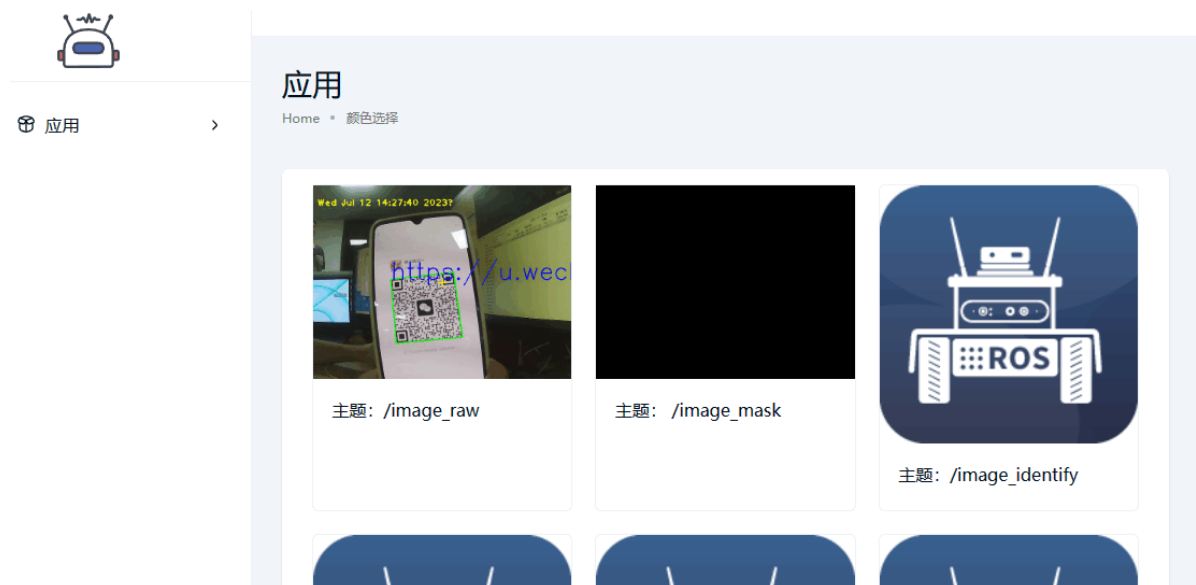 应用
应用
Home • 颜色选择
Wed Jul 12 14:27:40 2023?
https://u.wec
ROS
主题：/image_raw
主题： /image_mask
主题：/image_identify